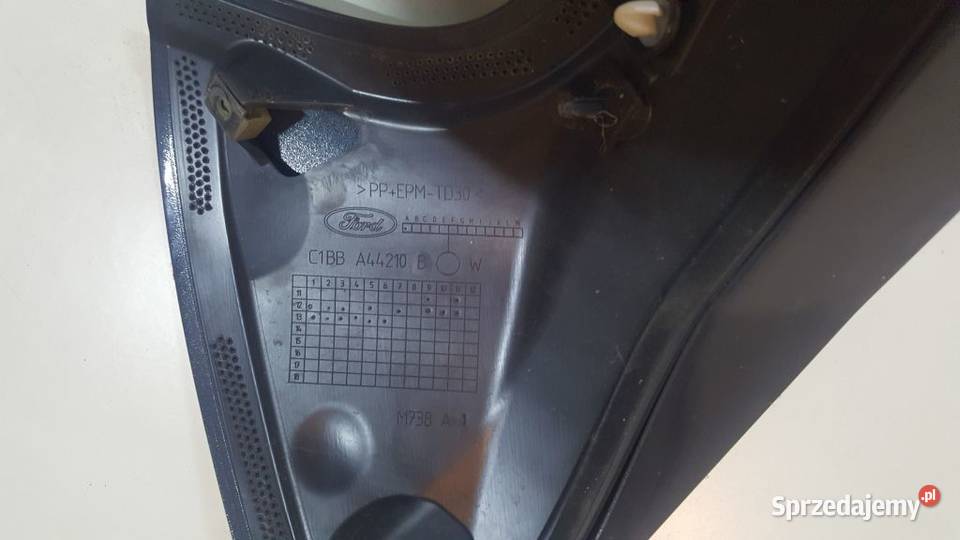 >PP+EPM-TD30<
Ford
A B C D E F G H I J K L M
C1BB A44210 B W
1 2 3 4 5 6 7 8 9 10 11 12
11
12
13
14
15
16
17
18
M738 A 1
Sprzedajemy.pl